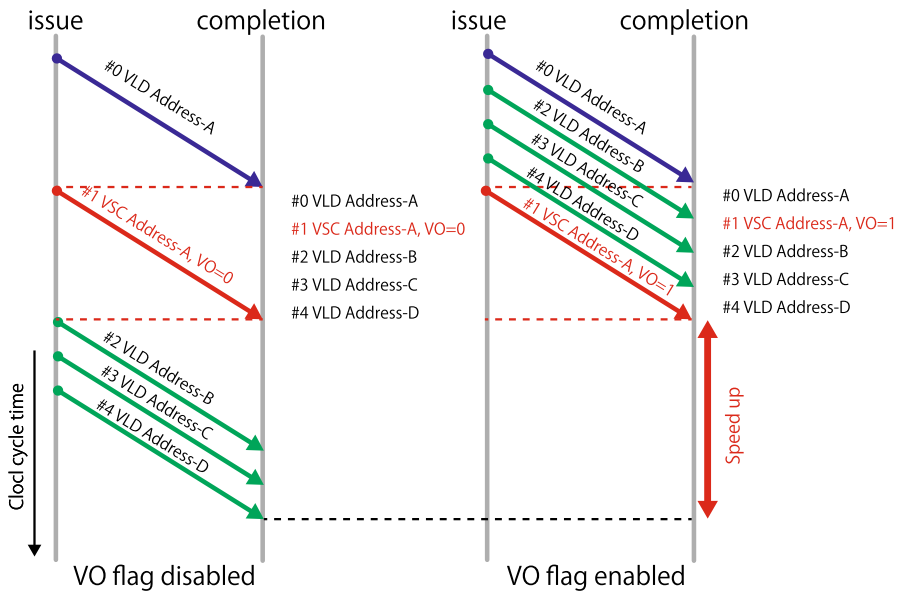 issue
completion
#0 VLD Address-A
#1 VSC Address-A, VO=0
#0 VLD Address-A
#1 VSC Address-A, VO=0
#2 VLD Address-B
#3 VLD Address-C
#4 VLD Address-D
#2 VLD Address-B
#3 VLD Address-C
#4 VLD Address-D
Clocl cycle time
VO flag disabled
issue
completion
#0 VLD Address-A
#2 VLD Address-B
#3 VLD Address-C
#4 VLD Address-D
#1 VSC Address-A, VO=1
#0 VLD Address-A
#1 VSC Address-A, VO=1
#2 VLD Address-B
#3 VLD Address-C
#4 VLD Address-D
Speed up
VO flag enabled